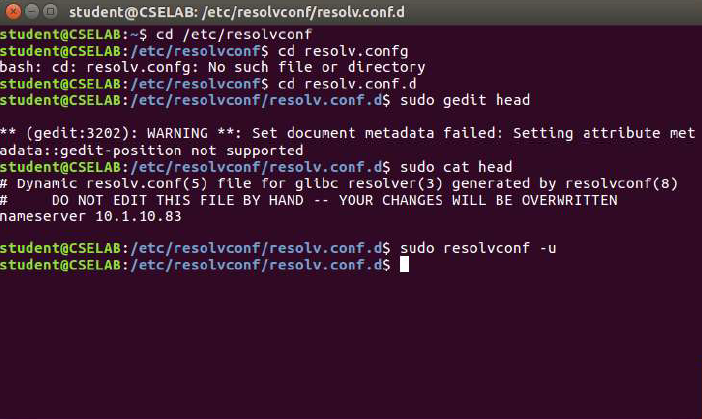 student@CSELAB: /etc/resolvconf/resolv.conf.d
student@CSELAB:~$ cd /etc/resolvconf
student@CSELAB:/etc/resolvconf$ cd resolv.confg
bash: cd: resolv.confg: No such file or directory
student@CSELAB:/etc/resolvconf$ cd resolv.conf.d
student@CSELAB:/etc/resolvconf/resolv.conf.d$ sudo gedit head
** (gedit:3202): WARNING **: Set document metadata failed: Setting attribute met
adata::gedit-position not supported
student@CSELAB:/etc/resolvconf/resolv.conf.d$ sudo cat head
# Dynamic resolv.conf(5) file for glibc resolver(3) generated by resolvconf(8)
#     DO NOT EDIT THIS FILE BY HAND -- YOUR CHANGES WILL BE OVERWRITTEN
nameserver 10.1.10.83
student@CSELAB:/etc/resolvconf/resolv.conf.d$ sudo resolvconf -u
student@CSELAB:/etc/resolvconf/resolv.conf.d$